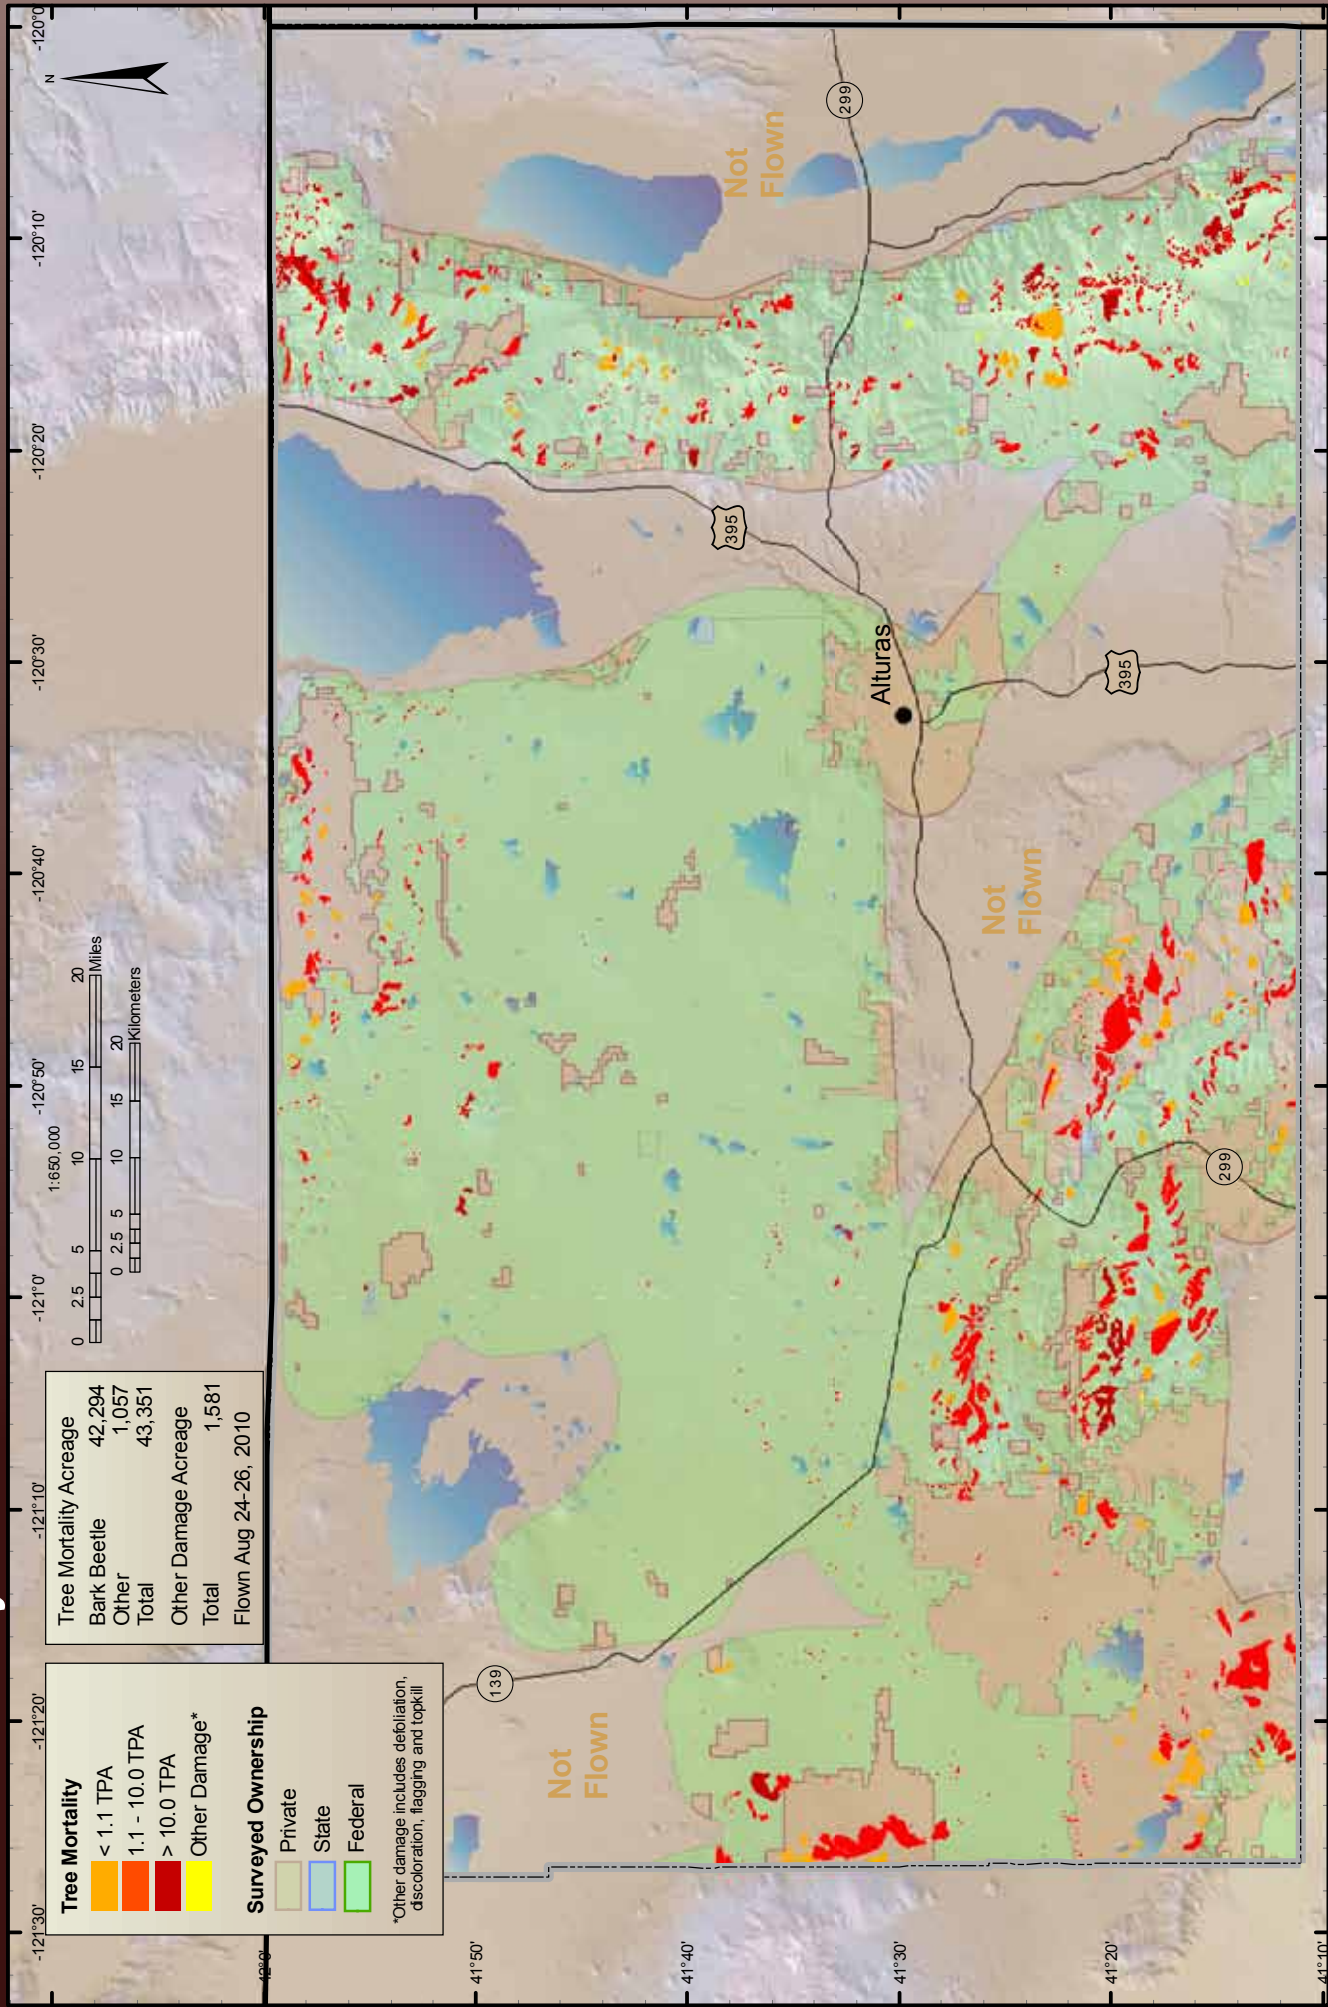 Tree Mortality
< 1.1 TPA
1.1 - 10.0 TPA
> 10.0 TPA
Other Damage*
Surveyed Ownership
Private
State
Federal
*Other damage includes defoliation,
discoloration, flagging and topkill
Tree Mortality Acreage
Bark Beetle 42,294
Other 1,057
Total 43,351
Other Damage Acreage
Total 1,581
Flown Aug 24-26, 2010
1:650,000
0 2.5 5 10 15 20
Miles
0 2.5 5 10 15 20
Kilometers
N
-121°30'
-121°20'
-121°10'
-121°0'
-120°50'
-120°40'
-120°30'
-120°20'
-120°10'
-120°0
41°50'
41°40'
41°30'
41°20'
41°10'
139
Not
Flown
395
299
Not
Flown
Alturas
Not
Flown
395
299